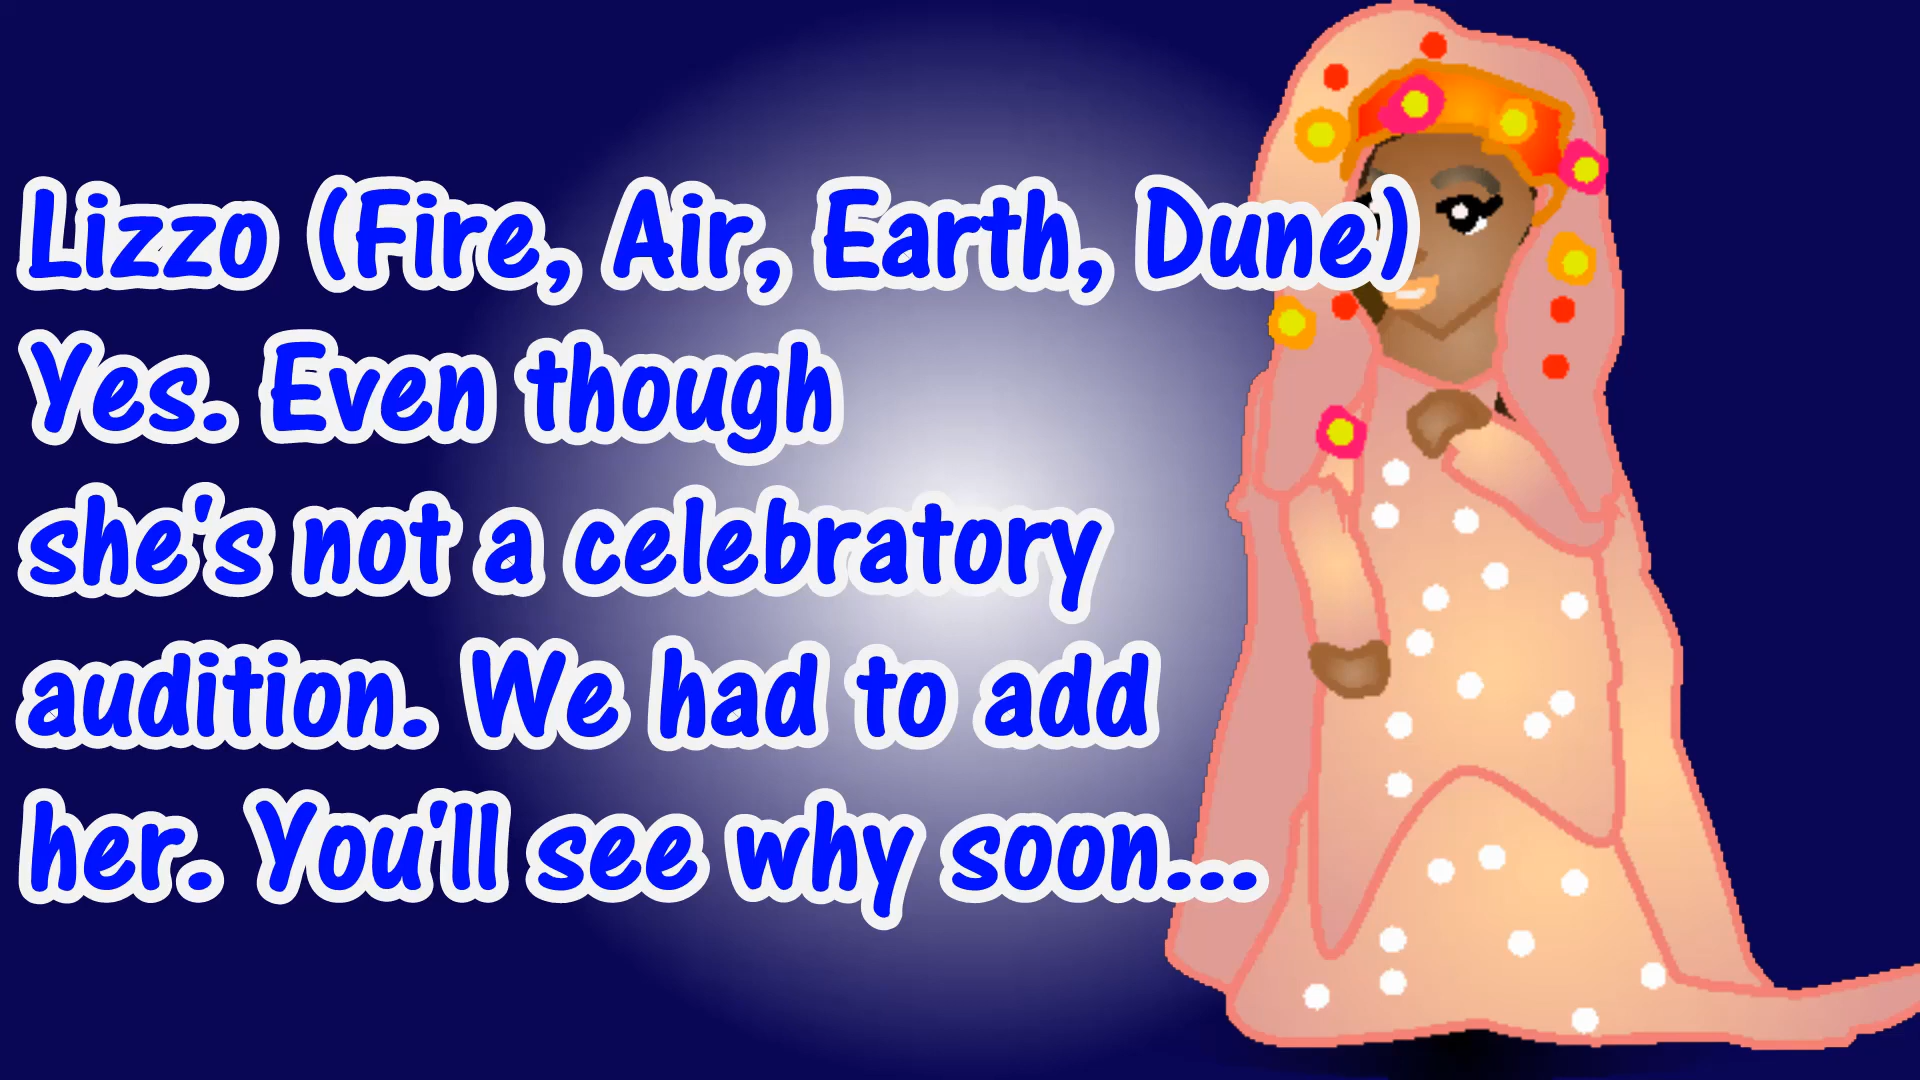 Lizzo (Fire, Air, Earth, Dune)
Yes. Even though
she's not a celebratory
audition. We had to add
her. You'll see why soon...